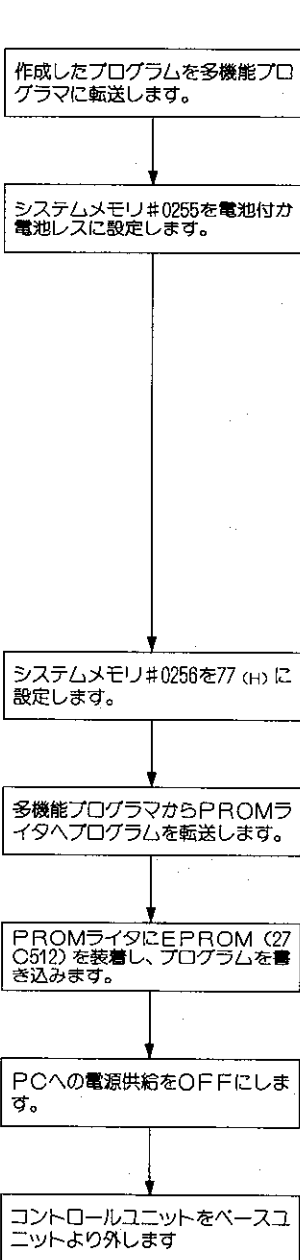 作成したプログラムを多機能プロ
グラマに転送します。
システムメモリ#0255を電池付か
電池レスに設定します。
システムメモリ#0256を77(H)に
設定します。
多機能プログラマからPROMラ
イタへプログラムを転送します。
PROMライタにEPROM(27
C512)を装着し、プログラムを書
き込みます。
PCへの電源供給をOFFにしま
す。
コントロールユニットをベースユ
ニットより外します